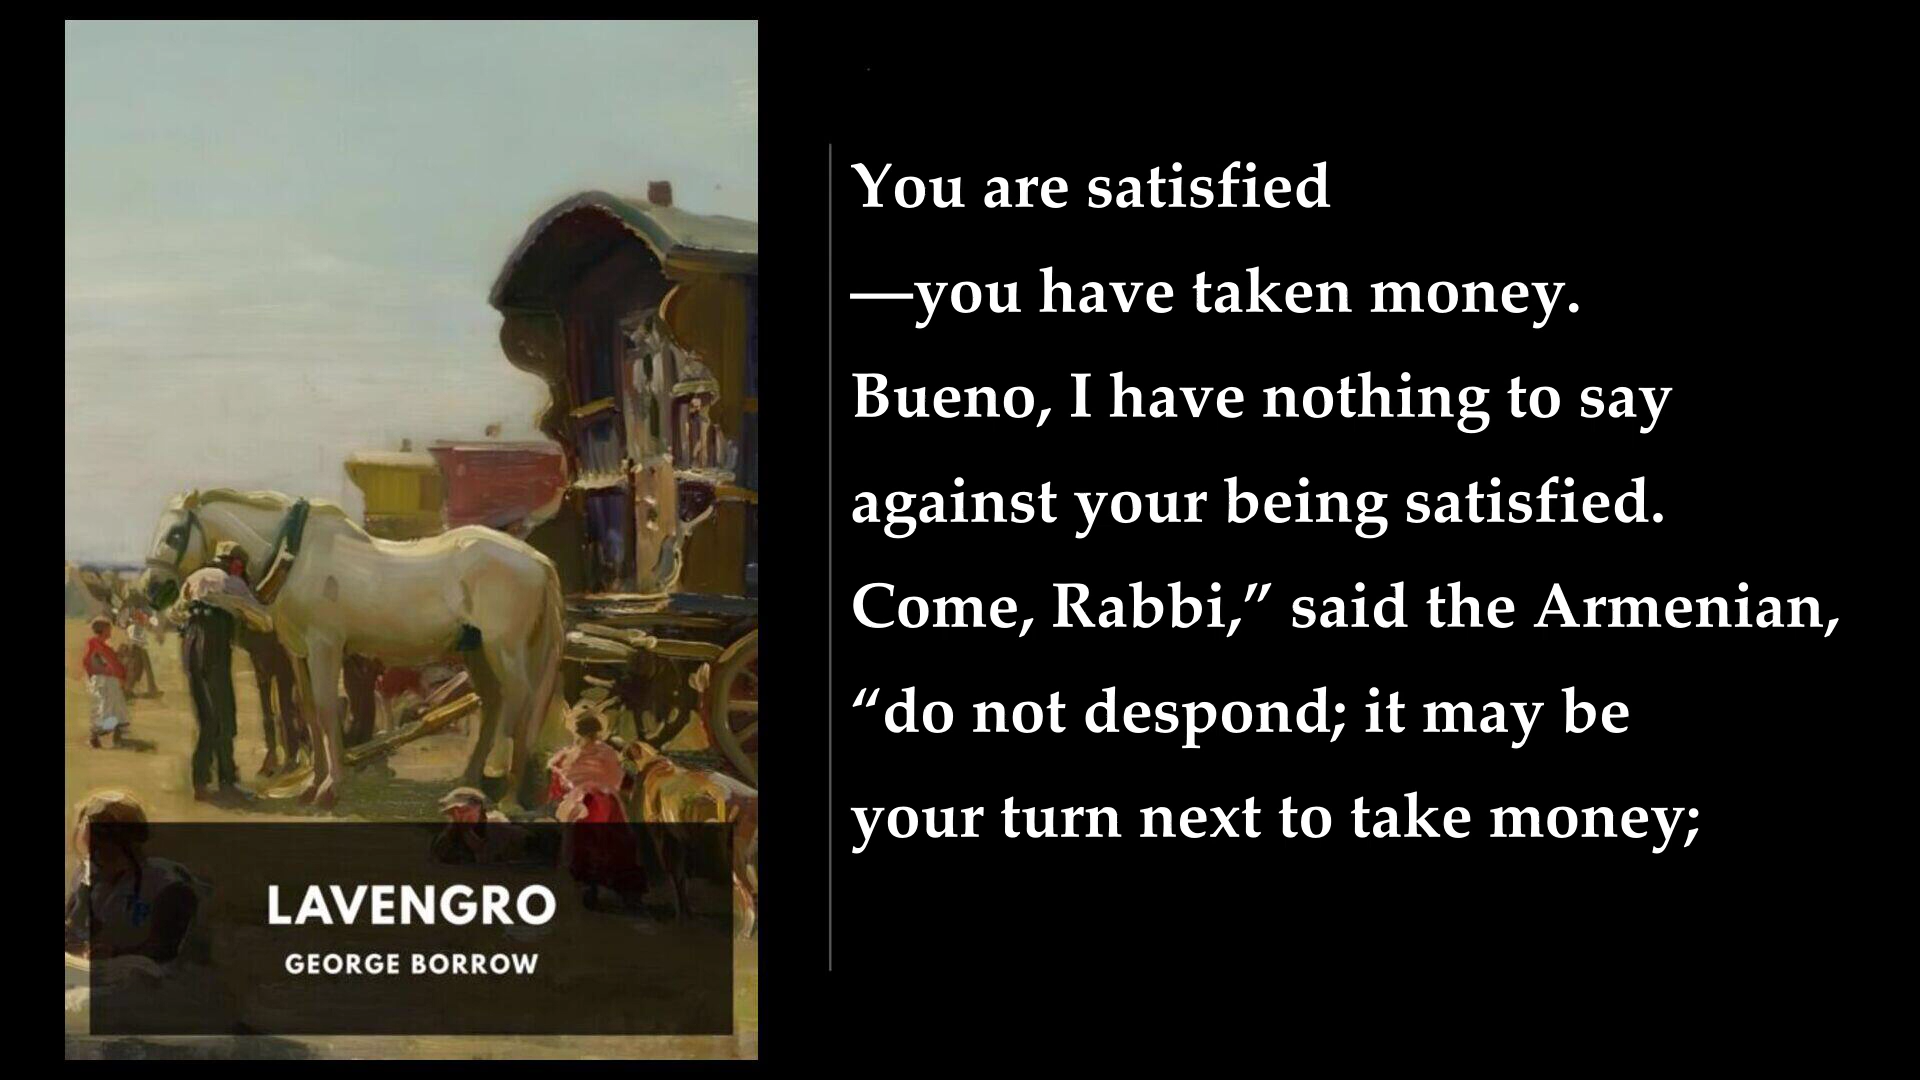 LAVENGRO
GEORGE BORROW
You are satisfied
—you have taken money.
Bueno, I have nothing to say
against your being satisfied.
Come, Rabbi,” said the Armenian,
“do not despond; it may be
your turn next to take money;